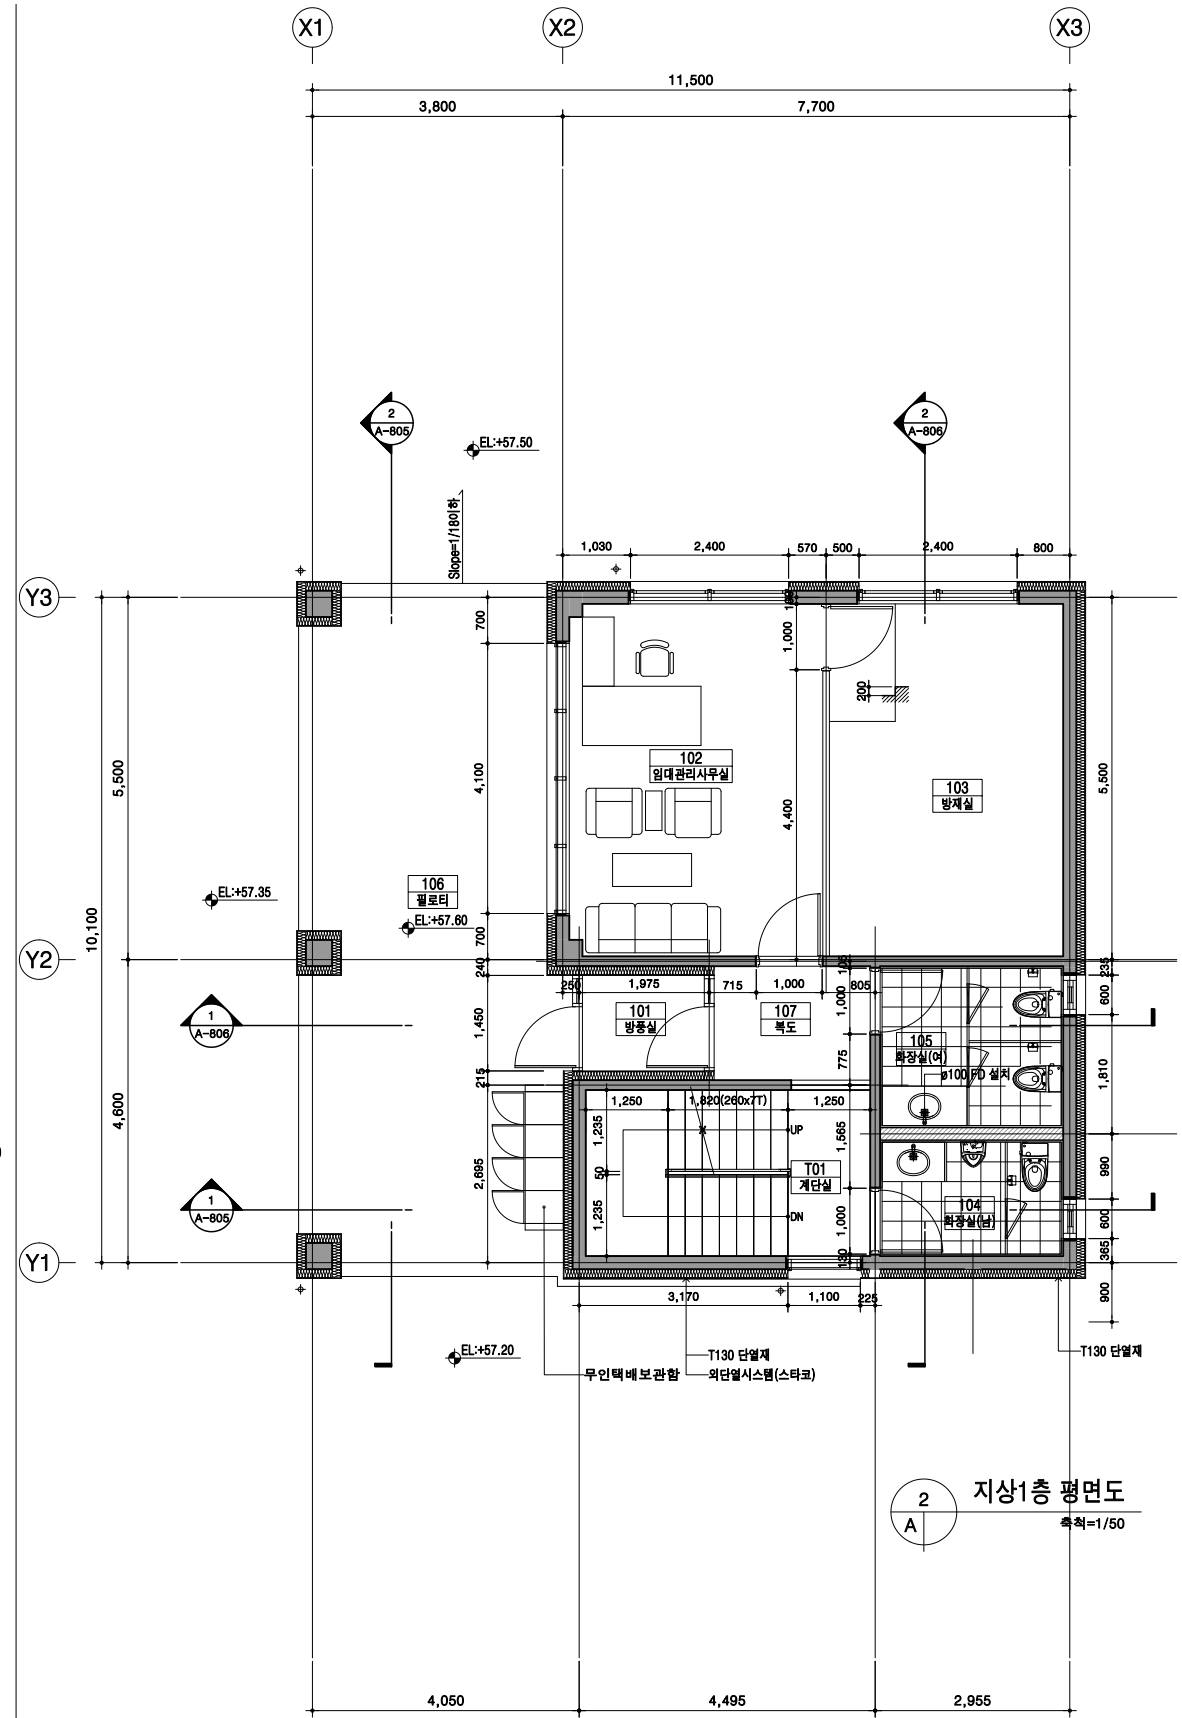 X1
X2
X3
11,500
3,800
7,700
2
A-805
2
A-806
EL:+57.50
Slope=1/18이하
1,030
2,400
570
500
2,400
800
Y3
700
1,000
200
102
임대관리사무실
103
방재실
5,500
4,100
4,400
5,500
10,100
106
필로티
EL:+57.35
EL:+57.60
700
Y2
240
105
235
250
1,975
715
1,000
805
1
A-806
1,450
101
방풍실
107
복도
1,000
600
105
화장실(여)
775
ø100 FD 설치
1,810
215
4,600
1,250
1,820(260x7T)
1,250
1,235
UP
1,565
50
T01
계단실
990
2,695
1
A-805
1,235
DN
1,000
104
화장실(남)
600
Y1
130
365
3,170
1,100
225
900
EL:+57.20
T130 단열재
T130 단열재
무인택배보관함
외단열시스템(스타코)
2
A
지상1층 평면도
축척=1/50
4,050
4,495
2,955